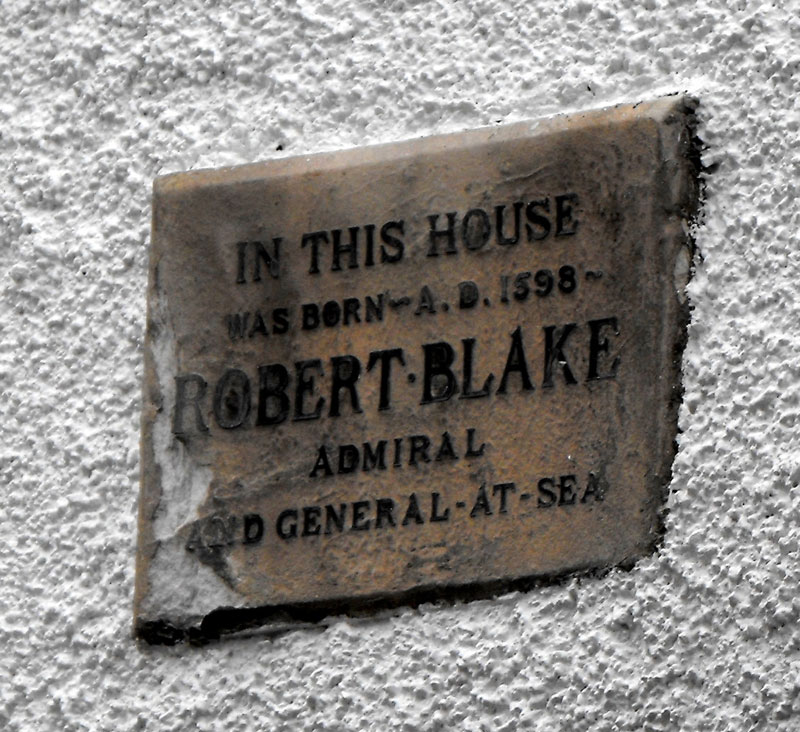 IN THIS HOUSE
WAS BORN~A.D.1598~
ROBERT·BLAKE
ADMIRAL
AND GENERAL-AT-SEA